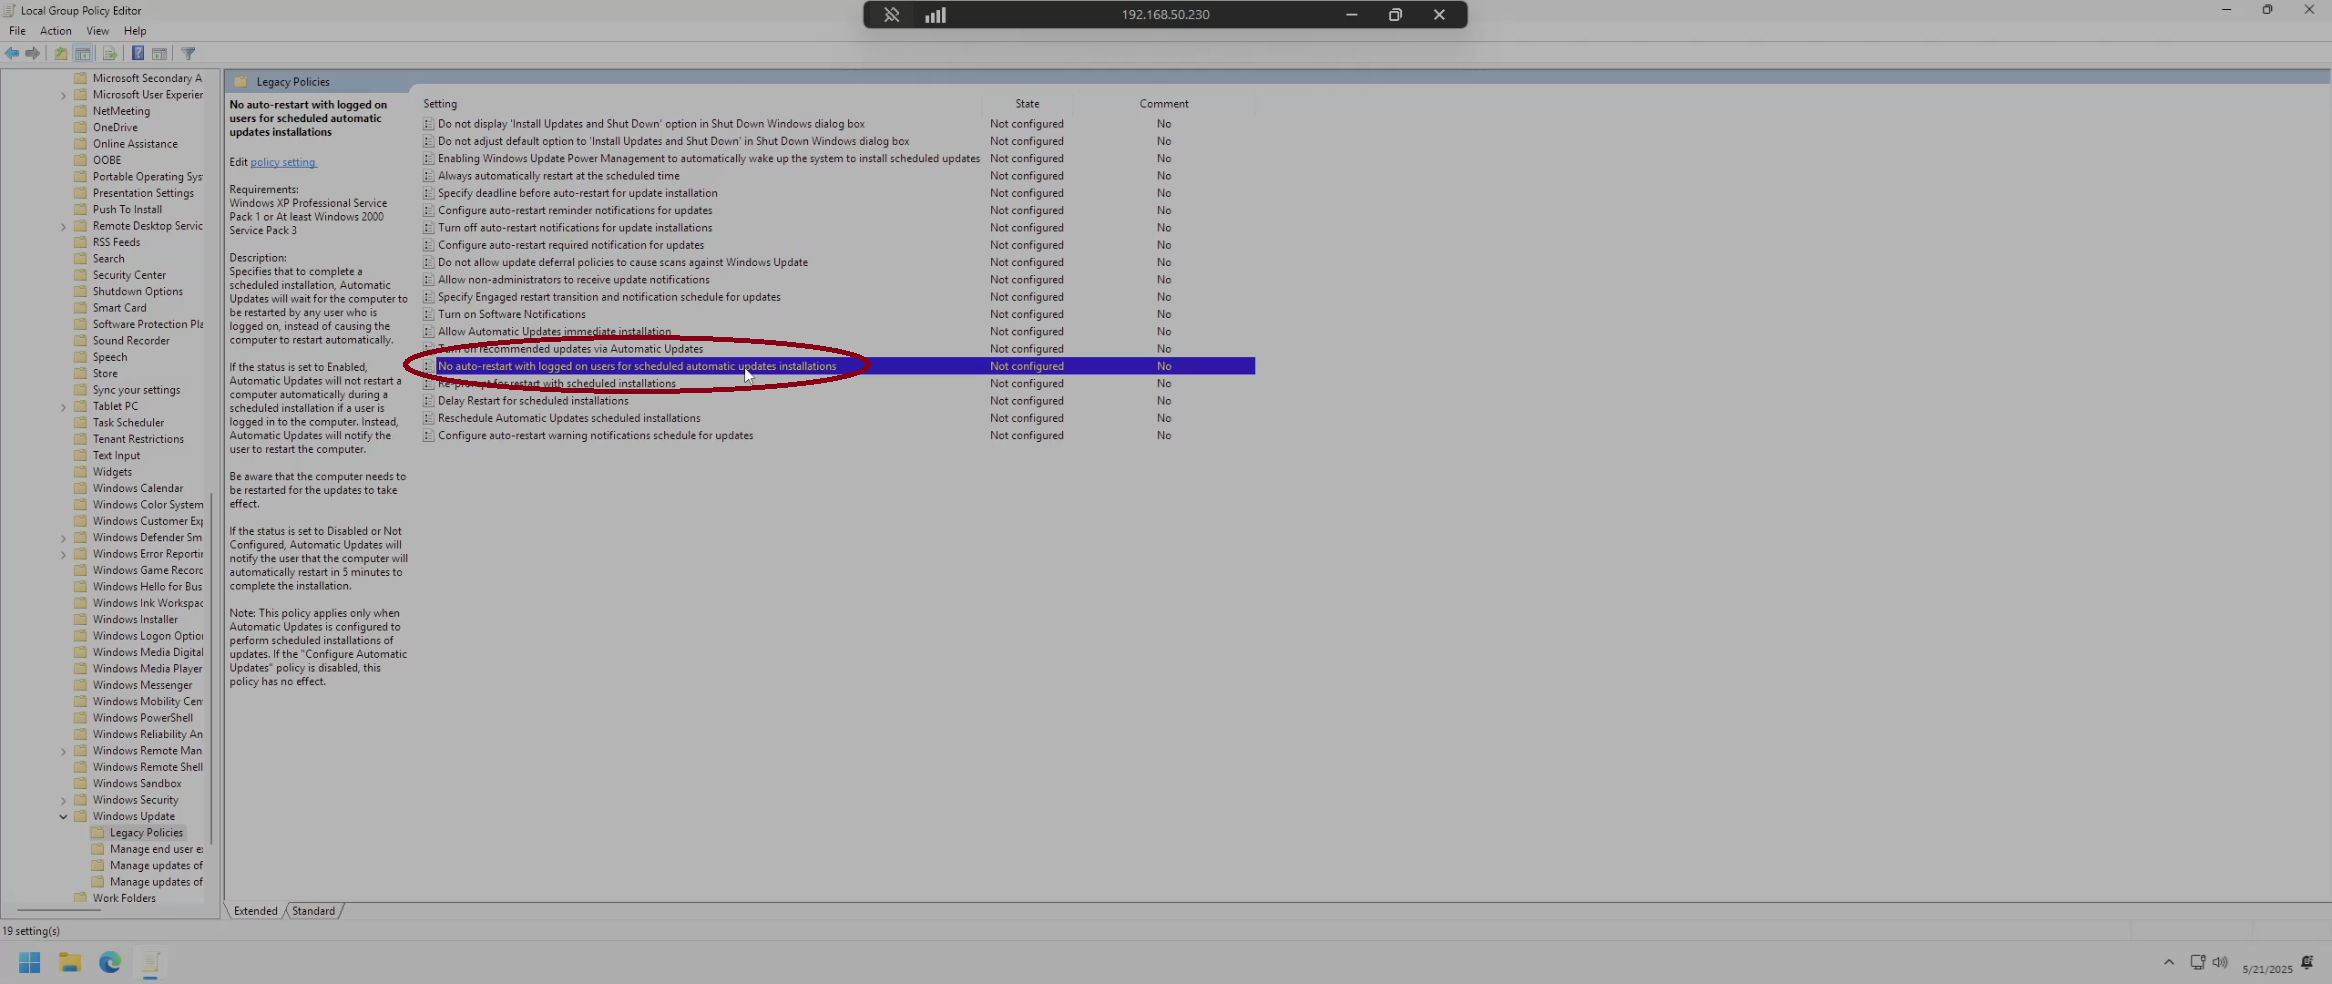 Local Group Policy Editor
192.168.50.230
File Action View Help
Microsoft Secondary A
Microsoft User Experier
NetMeeting
OneDrive
Online Assistance
OOBE
Portable Operating Sys
Presentation Settings
Push To Install
Remote Desktop Servic
RSS Feeds
Search
Security Center
Shutdown Options
Smart Card
Software Protection Pla
Sound Recorder
Speech
Store
Sync your settings
Tablet PC
Task Scheduler
Tenant Restrictions
Text Input
Widgets
Windows Calendar
Windows Color System
Windows Customer Exp
Windows Defender Sm
Windows Error Reportin
Windows Game Record
Windows Hello for Bus
Windows Ink Workspac
Windows Installer
Windows Logon Option
Windows Media Digital
Windows Media Player
Windows Messenger
Windows Mobility Cen
Windows PowerShell
Windows Reliability An
Windows Remote Man
Windows Remote Shell
Windows Sandbox
Windows Security
Windows Update
Legacy Policies
Manage end user e
Manage updates of
Manage updates of
Work Folders
Legacy Policies
No auto-restart with logged on
users for scheduled automatic
updates installations
Edit policy setting
Requirements:
Windows XP Professional Service
Pack 1 or At least Windows 2000
Service Pack 3
Description:
Specifies that to complete a
scheduled installation, Automatic
Updates will wait for the computer to
be restarted by any user who is
logged on, instead of causing the
computer to restart automatically.
If the status is set to Enabled,
Automatic Updates will not restart a
computer automatically during a
scheduled installation if a user is
logged in to the computer. Instead,
Automatic Updates will notify the
user to restart the computer.
Be aware that the computer needs to
be restarted for the updates to take
effect.
If the status is set to Disabled or Not
Configured, Automatic Updates will
notify the user that the computer will
automatically restart in 5 minutes to
complete the installation.
Note: This policy applies only when
Automatic Updates is configured to
perform scheduled installations of
updates. If the "Configure Automatic
Updates" policy is disabled, this
policy has no effect.
Setting State Comment
Do not display 'Install Updates and Shut Down' option in Shut Down Windows dialog box Not configured No
Do not adjust default option to 'Install Updates and Shut Down' in Shut Down Windows dialog box Not configured No
Enabling Windows Update Power Management to automatically wake up the system to install scheduled updates Not configured No
Always automatically restart at the scheduled time Not configured No
Specify deadline before auto-restart for update installation Not configured No
Configure auto-restart reminder notifications for updates Not configured No
Turn off auto-restart notifications for update installations Not configured No
Configure auto-restart required notification for updates Not configured No
Do not allow update deferral policies to cause scans against Windows Update Not configured No
Allow non-administrators to receive update notifications Not configured No
Specify Engaged restart transition and notification schedule for updates Not configured No
Turn on Software Notifications Not configured No
Allow Automatic Updates immediate installation Not configured No
Turn on recommended updates via Automatic Updates Not configured No
No auto-restart with logged on users for scheduled automatic updates installations Not configured No
Re-prompt for restart with scheduled installations Not configured No
Delay Restart for scheduled installations Not configured No
Reschedule Automatic Updates scheduled installations Not configured No
Configure auto-restart warning notifications schedule for updates Not configured No
Extended Standard
19 setting(s)
5/21/2025